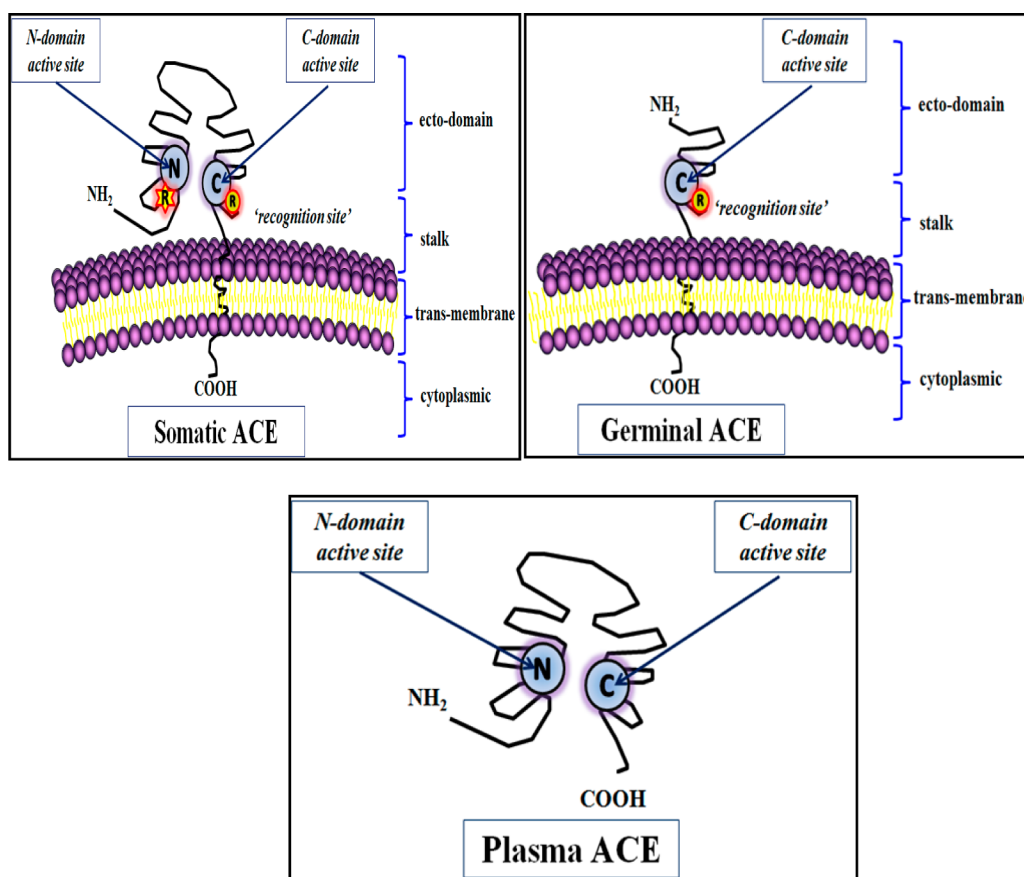 N-domain
active site
C-domain
active site
N
C
R
R
NH2
'recognition site'
COOH
ecto-domain
stalk
trans-membrane
cytoplasmic
Somatic ACE
C-domain
active site
NH2
C
R
'recognition site'
COOH
ecto-domain
stalk
trans-membrane
cytoplasmic
Germinal ACE
N-domain
active site
C-domain
active site
N
C
NH2
COOH
Plasma ACE